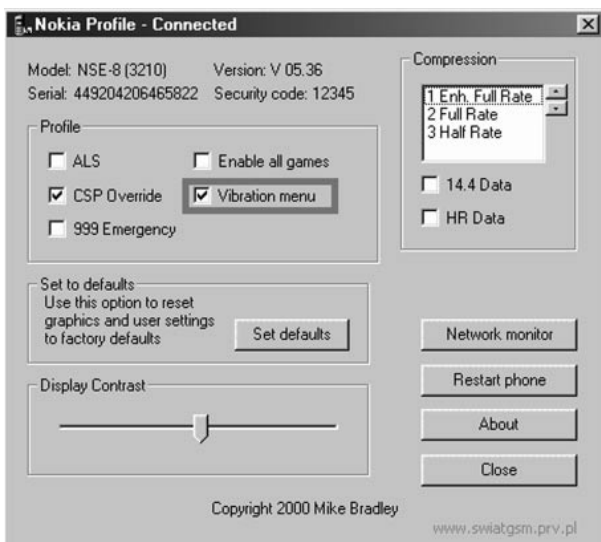 Nokia Profile - Connected
Model: NSE-8 (3210) Version: V 05.36
Serial: 449204206465822 Security code: 12345
Profile
ALS
Enable all games
CSP Override
Vibration menu
999 Emergency
Compression
1 Enh. Full Rate
2 Full Rate
3 Half Rate
14.4 Data
HR Data
Set to defaults
Use this option to reset
graphics and user settings
to factory defaults
Set defaults
Display Contrast
Network monitor
Restart phone
About
Close
Copyright 2000 Mike Bradley
www.swiatgsm.prv.pl